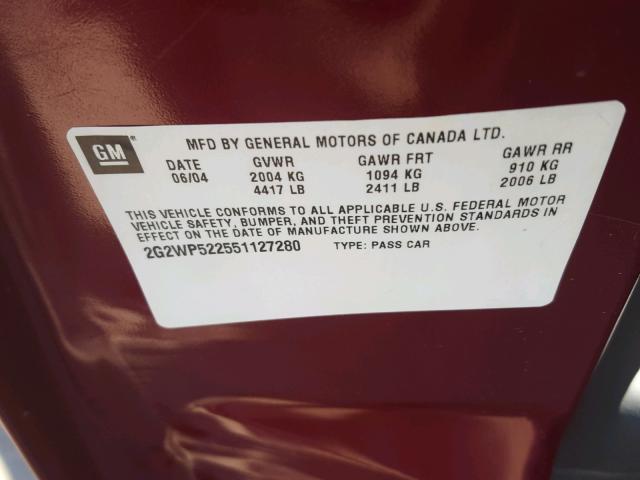 GM
MFD BY GENERAL MOTORS OF CANADA LTD.
DATE GVWR GAWR FRT GAWR RR
06/04 2004 KG 1094 KG 910 KG
4417 LB 2411 LB 2006 LB
THIS VEHICLE CONFORMS TO ALL APPLICABLE U.S. FEDERAL MOTOR
VEHICLE SAFETY, BUMPER, AND THEFT PREVENTION STANDARDS IN
EFFECT ON THE DATE OF MANUFACTURE SHOWN ABOVE.
2G2WP522551127280 TYPE: PASS CAR